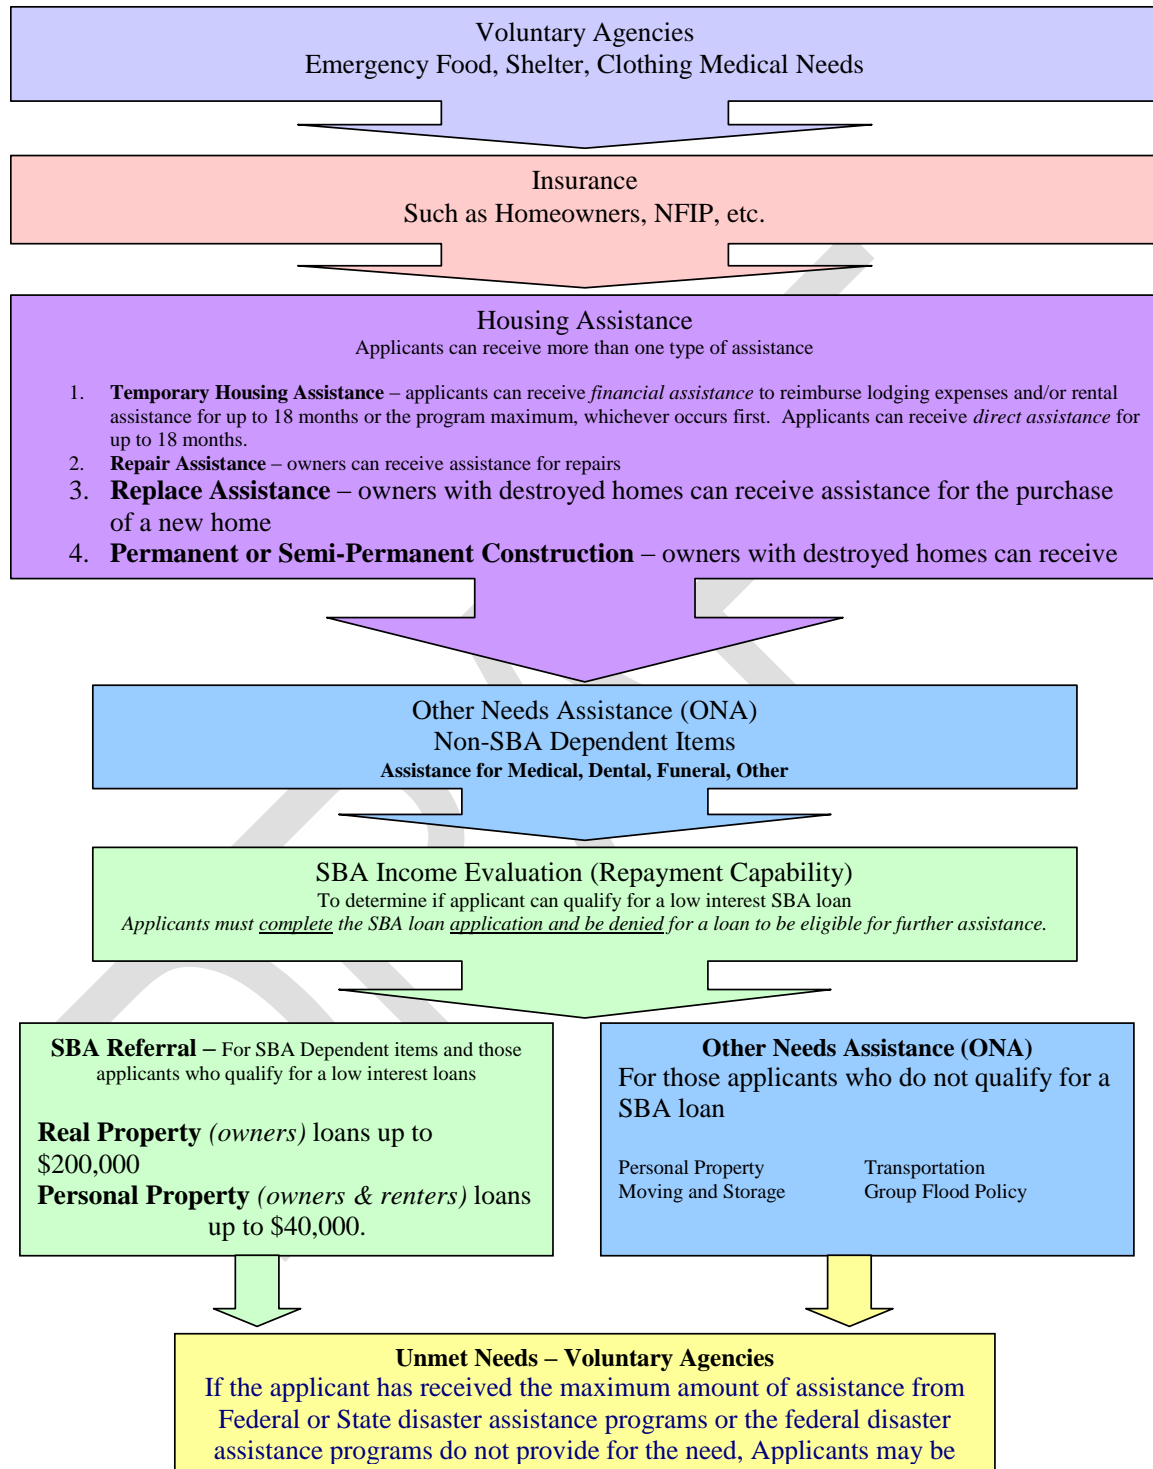 Voluntary Agencies
Emergency Food, Shelter, Clothing Medical Needs
Insurance
Such as Homeowners, NFIP, etc.
Housing Assistance
Applicants can receive more than one type of assistance
1. Temporary Housing Assistance – applicants can receive financial assistance to reimburse lodging expenses and/or rental
assistance for up to 18 months or the program maximum, whichever occurs first. Applicants can receive direct assistance for
up to 18 months.
2. Repair Assistance – owners can receive assistance for repairs
3. Replace Assistance – owners with destroyed homes can receive assistance for the purchase
of a new home
4. Permanent or Semi-Permanent Construction – owners with destroyed homes can receive
Other Needs Assistance (ONA)
Non-SBA Dependent Items
Assistance for Medical, Dental, Funeral, Other
SBA Income Evaluation (Repayment Capability)
To determine if applicant can qualify for a low interest SBA loan
Applicants must complete the SBA loan application and be denied for a loan to be eligible for further assistance.
SBA Referral – For SBA Dependent items and those
applicants who qualify for a low interest loans
Real Property (owners) loans up to
$200,000
Personal Property (owners & renters) loans
up to $40,000.
Other Needs Assistance (ONA)
For those applicants who do not qualify for a
SBA loan
Personal Property Transportation
Moving and Storage Group Flood Policy
Unmet Needs – Voluntary Agencies
If the applicant has received the maximum amount of assistance from
Federal or State disaster assistance programs or the federal disaster
assistance programs do not provide for the need, Applicants may be